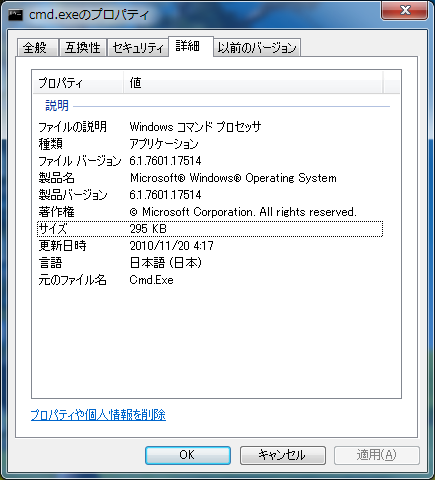 cmd.exeのプロパティ
全般 互換性 セキュリティ 詳細 以前のバージョン
プロパティ 値
説明
ファイルの説明 Windows コマンド プロセッサ
種類 アプリケーション
ファイル バージョン 6.1.7601.17514
製品名 Microsoft® Windows® Operating System
製品バージョン 6.1.7601.17514
著作権 © Microsoft Corporation. All rights reserved.
サイズ 295 KB
更新日時 2010/11/20 4:17
言語 日本語 (日本)
元のファイル名 Cmd.Exe
プロパティや個人情報を削除
OK キャンセル 適用(A)